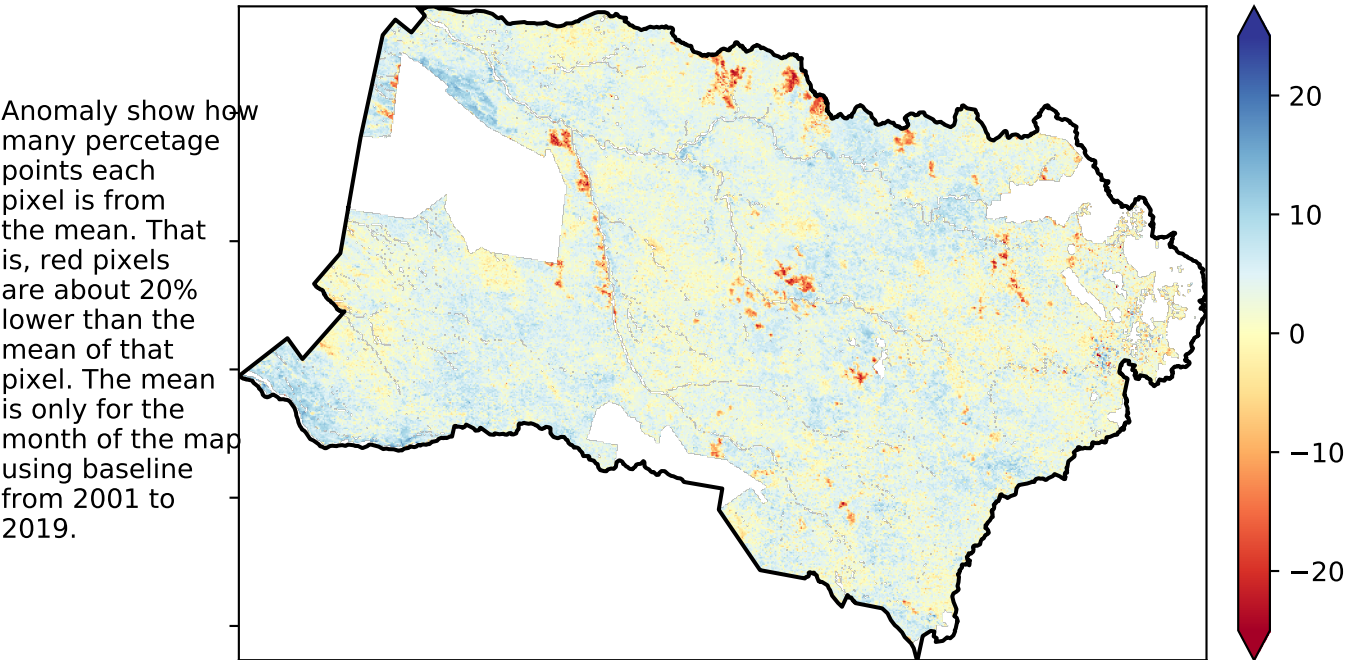 Anomaly show how
many percetage
points each
pixel is from
the mean. That
is, red pixels
are about 20%
lower than the
mean of that
pixel. The mean
is only for the
month of the map
using baseline
from 2001 to
2019.
20
10
0
−10
−20